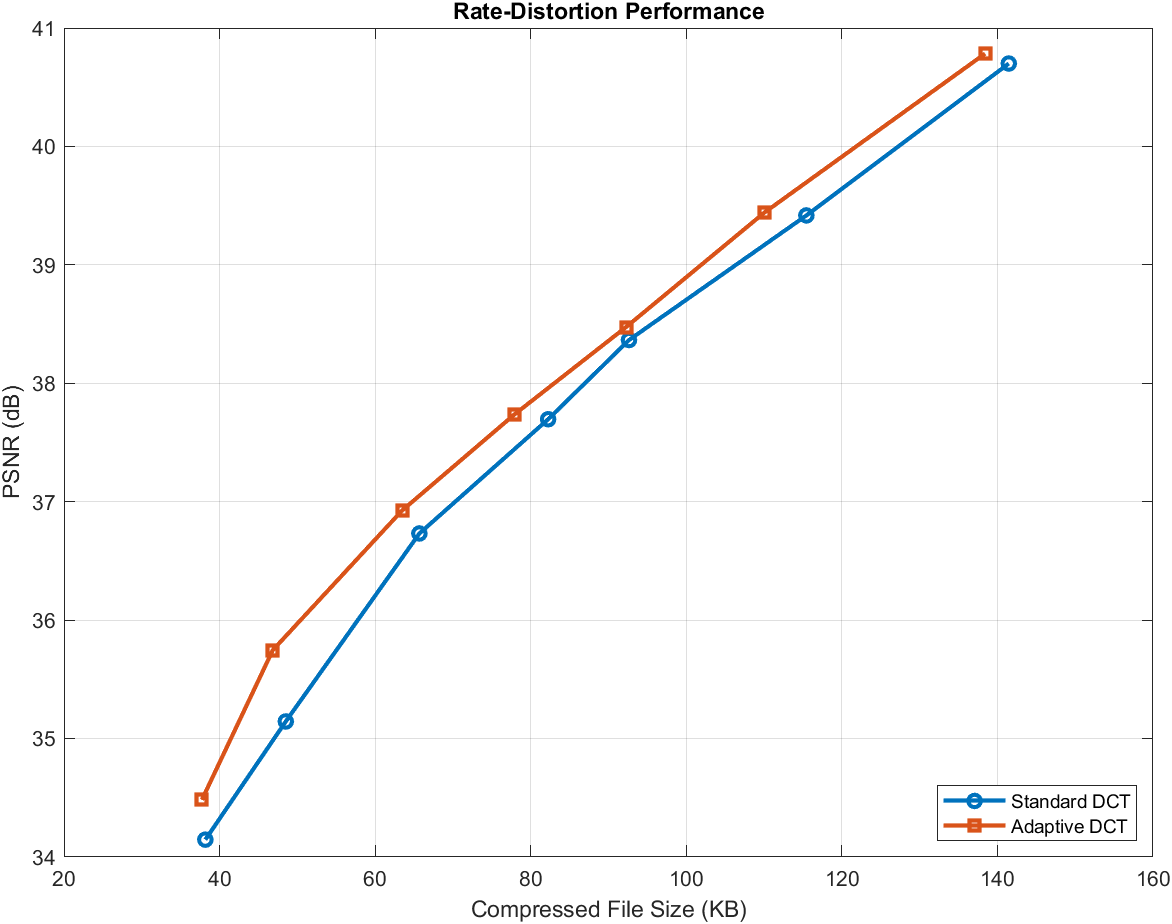 Rate-Distortion Performance
41
40
39
38
37
36
35
34
PSNR (dB)
20 40 60 80 100 120 140 160
Compressed File Size (KB)
Standard DCT
Adaptive DCT